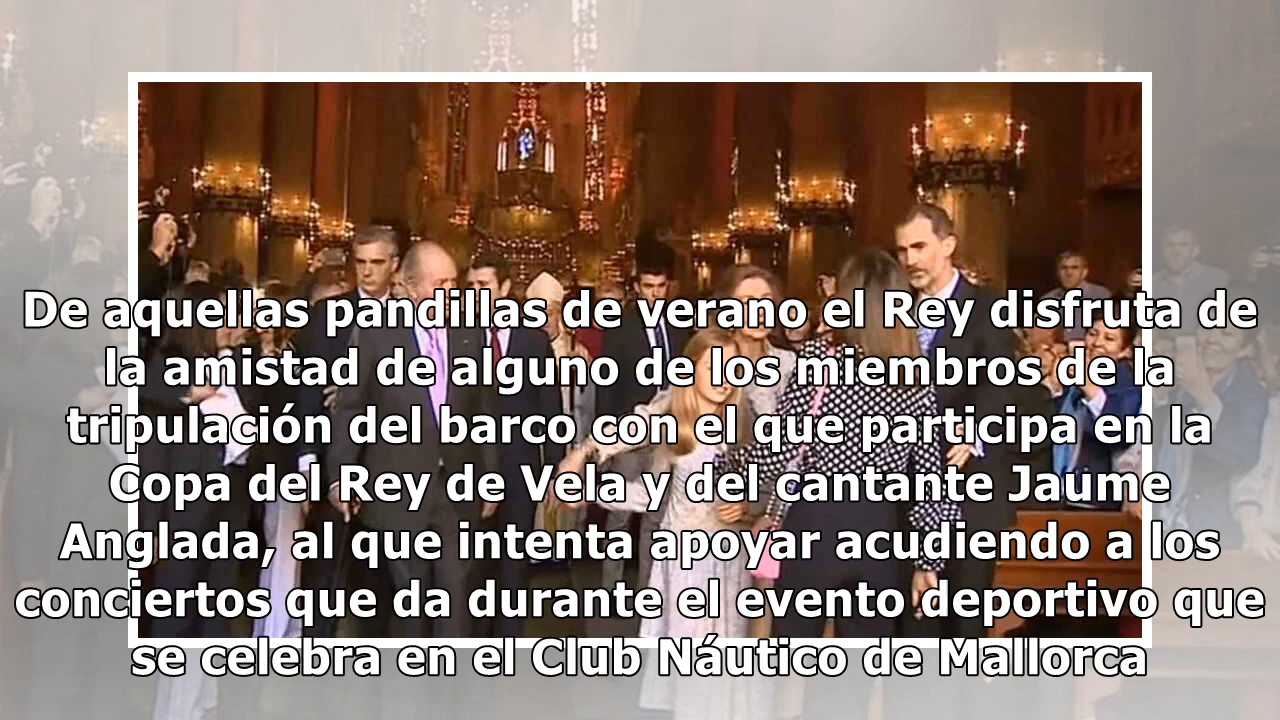 De aquellas pandillas de verano el Rey disfruta de
la amistad de alguno de los miembros de la
tripulación del barco con el que participa en la
Copa del Rey de Vela y del cantante Jaume
Anglada, al que intenta apoyar acudiendo a los
conciertos que da durante el evento deportivo que
se celebra en el Club Náutico de Mallorca